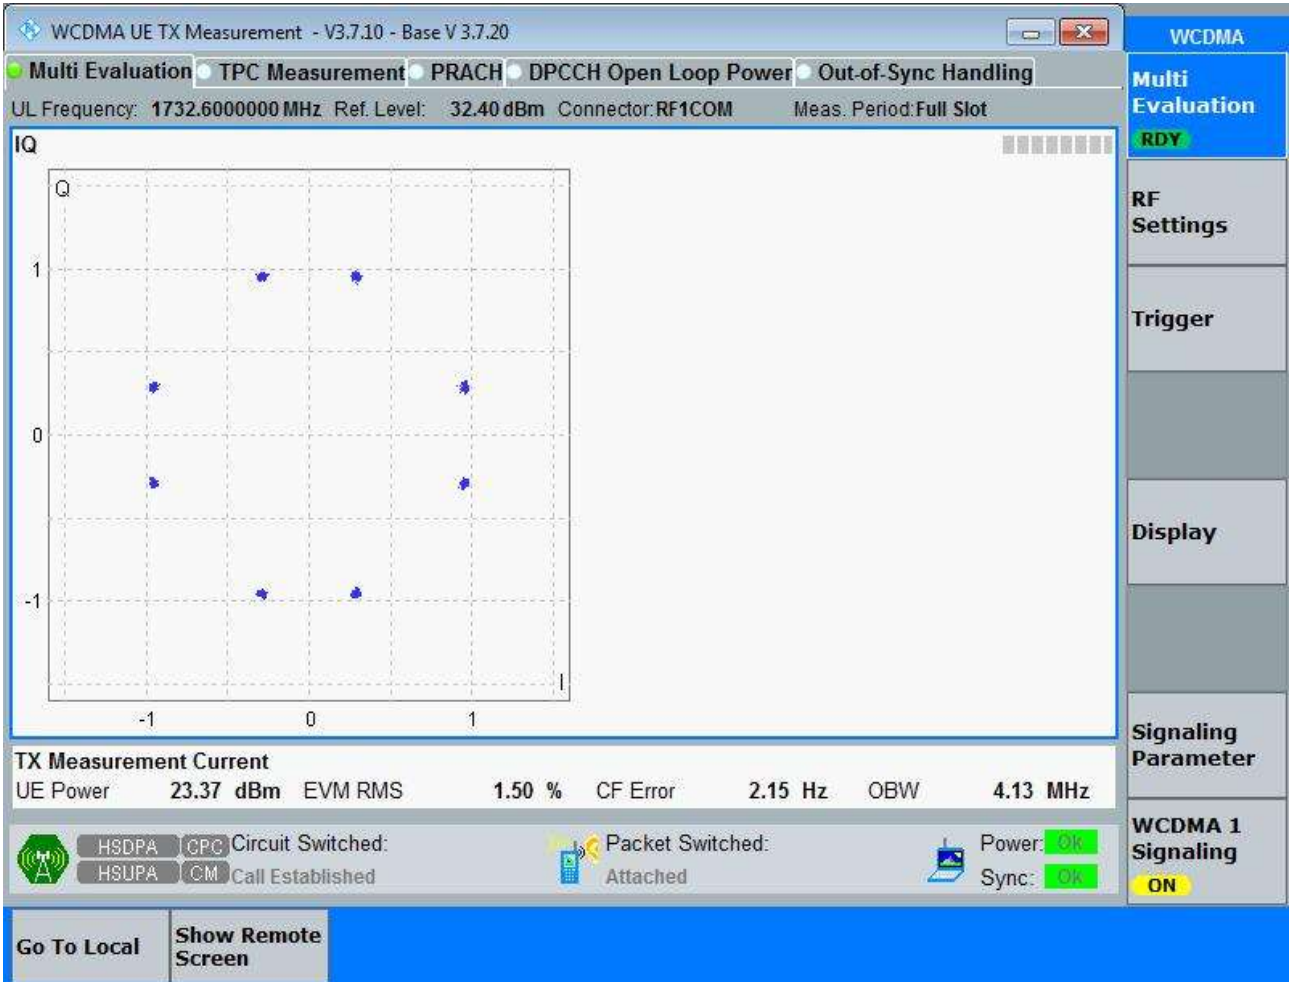 WCDMA UE TX Measurement - V3.7.10 - Base V 3.7.20
Multi Evaluation TPC Measurement PRACH DPCCH Open Loop Power Out-of-Sync Handling
UL Frequency: 1732.6000000 MHz Ref. Level: 32.40 dBm Connector:RF1COM Meas. Period:Full Slot
IQ
Q
1
0
-1
I
-1 0 1
TX Measurement Current
UE Power 23.37 dBm EVM RMS 1.50 % CF Error 2.15 Hz OBW 4.13 MHz
HSDPA CPC Circuit Switched: Packet Switched: Power: Ok
HSUPA CM Call Established Attached Sync: Ok
WCDMA
Multi
Evaluation
RDY
RF
Settings
Trigger
Display
Signaling
Parameter
WCDMA 1
Signaling
ON
Go To Local
Show Remote
Screen